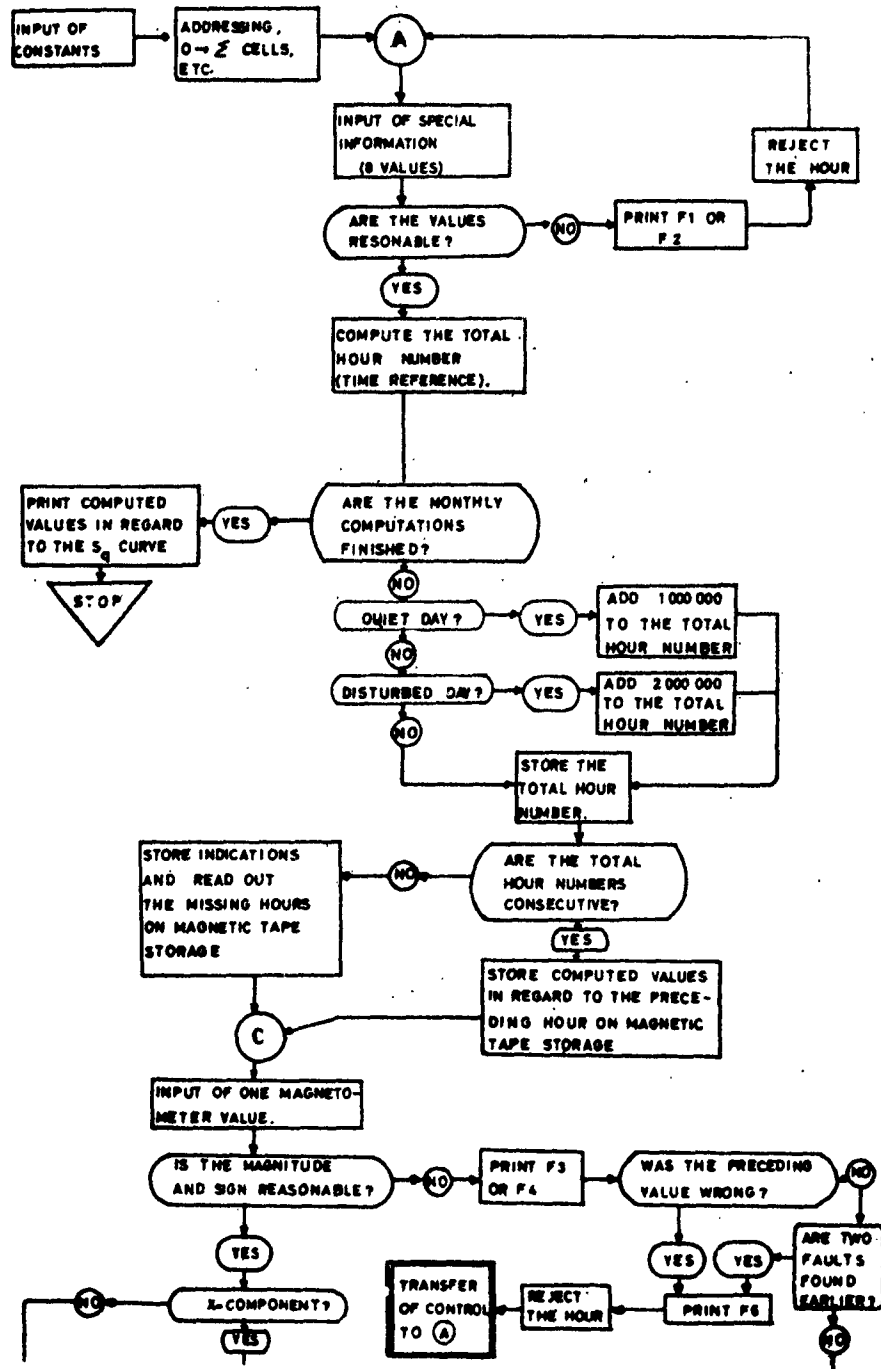 INPUT OF
CONSTANTS
ADDRESSING,
0→ Σ CELLS,
ETC.
A
INPUT OF SPECIAL
INFORMATION
(8 VALUES)
REJECT
THE HOUR
ARE THE VALUES
RESONABLE?
NO
PRINT F1 OR
F2
YES
COMPUTE THE TOTAL
HOUR NUMBER
(TIME REFERENCE).
PRINT COMPUTED
VALUES IN REGARD
TO THE Sq CURVE
YES
ARE THE MONTHLY
COMPUTATIONS
FINISHED?
STOP
NO
QUIET DAY?
YES
ADD 1000000
TO THE TOTAL
HOUR NUMBER
NO
DISTURBED DAY?
YES
ADD 2000000
TO THE TOTAL
HOUR NUMBER
NO
STORE THE
TOTAL HOUR
NUMBER.
STORE INDICATIONS
AND READ OUT
THE MISSING HOURS
ON MAGNETIC TAPE
STORAGE
NO
ARE THE TOTAL
HOUR NUMBERS
CONSECUTIVE?
YES
STORE COMPUTED VALUES
IN REGARD TO THE PRECE-
DING HOUR ON MAGNETIC
TAPE STORAGE
C
INPUT OF ONE MAGNETO-
METER VALUE.
IS THE MAGNITUDE
AND SIGN REASONABLE?
NO
PRINT F3
OR F4
WAS THE PRECEDING
VALUE WRONG?
NO
YES
YES
YES
ARE TWO
FAULTS
FOUND
EARLIER?
TRANSFER
OF CONTROL
TO A
REJECT
THE HOUR
PRINT F6
NO
X-COMPONENT?
NO
YES